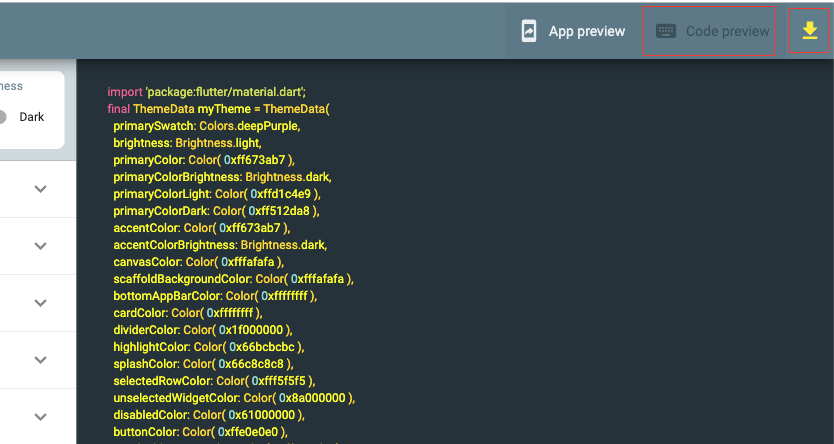 App preview
Code preview
ness
Dark
import 'package:flutter/material.dart';
final ThemeData myTheme = ThemeData(
primarySwatch: Colors.deepPurple,
brightness: Brightness.light,
primaryColor: Color( 0xff673ab7 ),
primaryColorBrightness: Brightness.dark,
primaryColorLight: Color( 0xffd1c4e9 ),
primaryColorDark: Color( 0xff512da8 ),
accentColor: Color( 0xff673ab7 ),
accentColorBrightness: Brightness.dark,
canvasColor: Color( 0xfffafafa ),
scaffoldBackgroundColor: Color( 0xfffafafa ),
bottomAppBarColor: Color( 0xffffffff ),
cardColor: Color( 0xffffffff ),
dividerColor: Color( 0x1f000000 ),
highlightColor: Color( 0x66bcbcbc ),
splashColor: Color( 0x66c8c8c8 ),
selectedRowColor: Color( 0xfff5f5f5 ),
unselectedWidgetColor: Color( 0x8a000000 ),
disabledColor: Color( 0x61000000 ),
buttonColor: Color( 0xffe0e0e0 ),